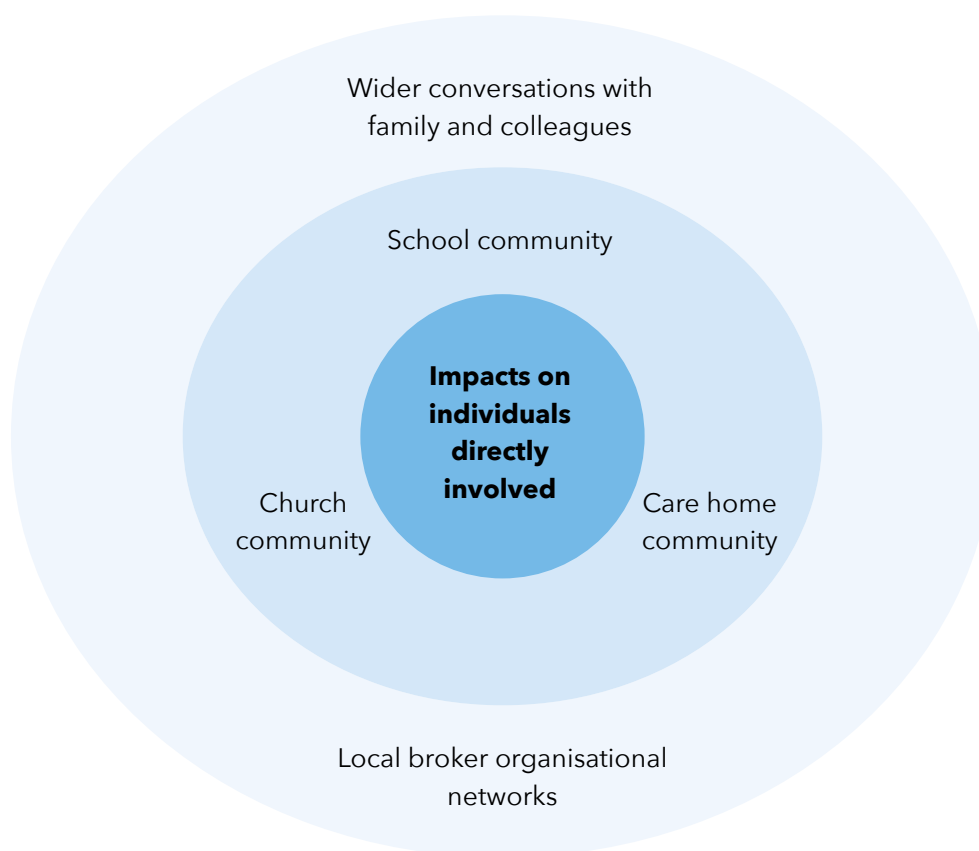 Wider conversations with
family and colleagues
School community
Impacts on
individuals
directly
involved
Church
community
Care home
community
Local broker organisational
networks